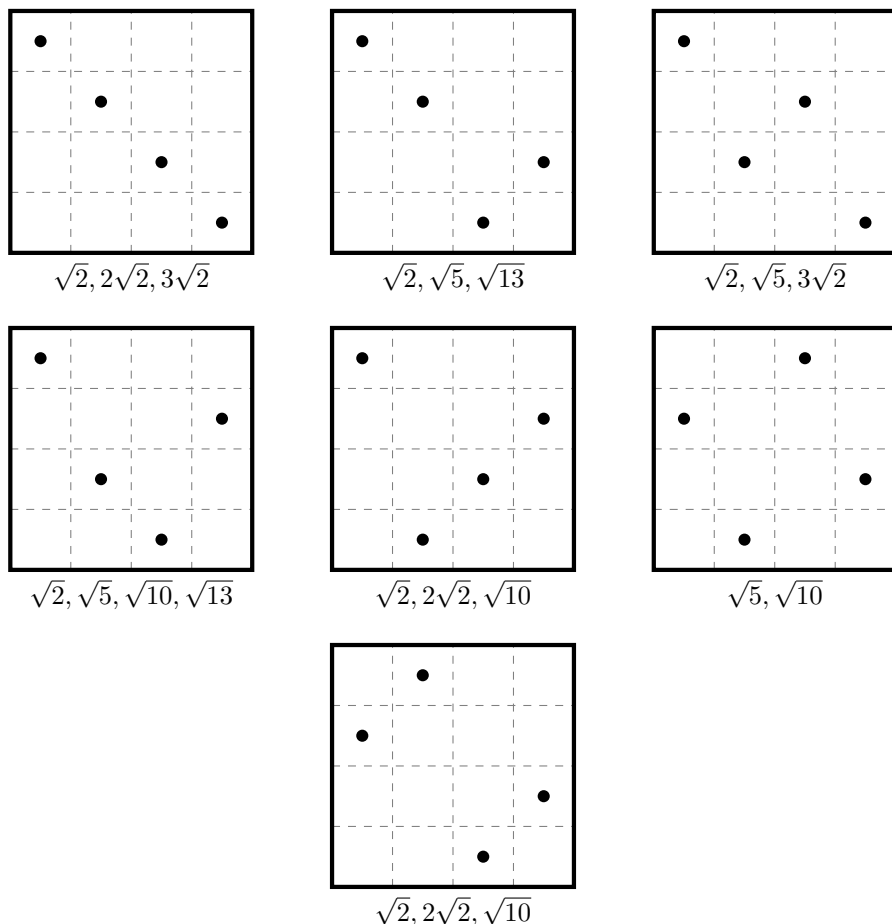 √2, 2√2, 3√2
√2, √5, √13
√2, √5, 3√2
√2, √5, √10, √13
√2, 2√2, √10
√5, √10
√2, 2√2, √10